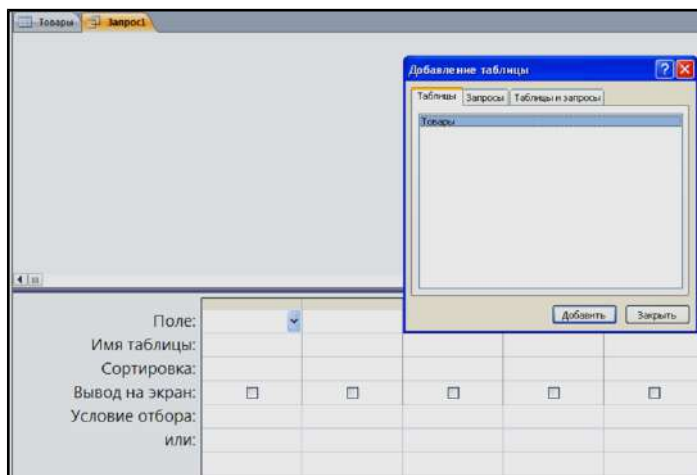 Товары Запрос1
Добавление таблицы
Таблицы Запросы Таблицы и запросы
Товары
Добавить Закрыть
Поле:
Имя таблицы:
Сортировка:
Вывод на экран:
Условие отбора:
или: